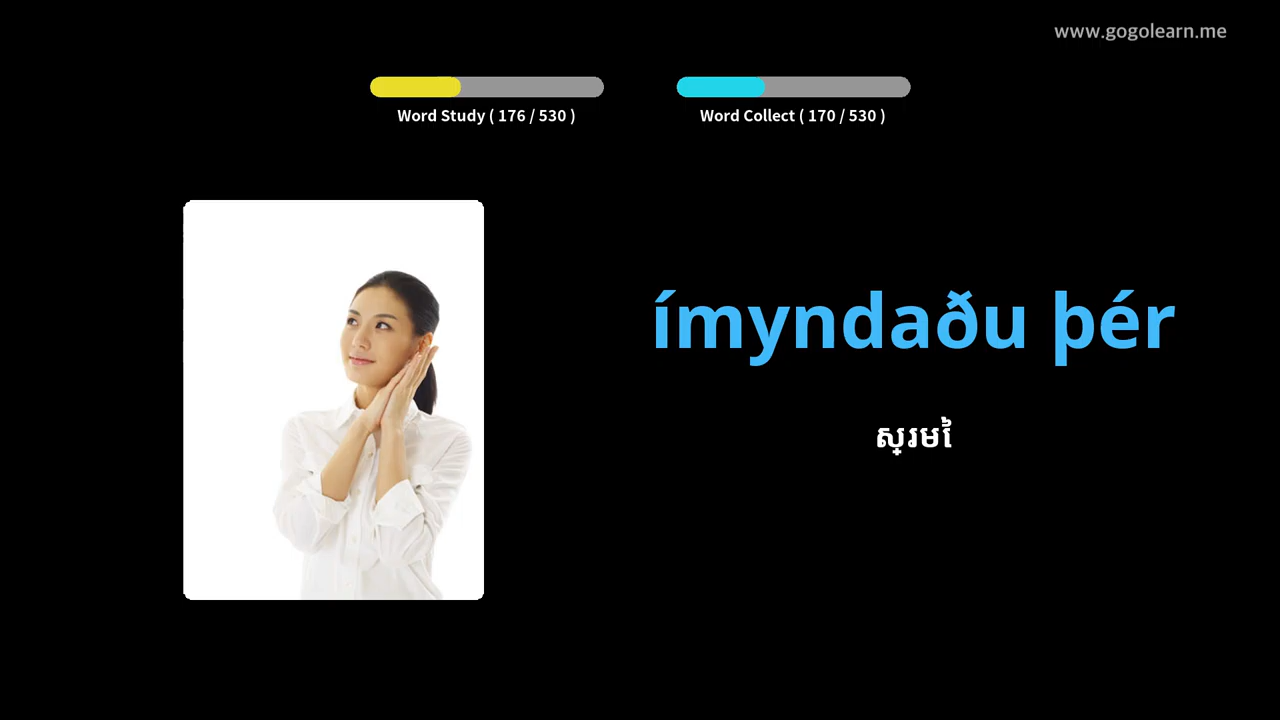 www.gogolearn.me
Word Study ( 176 / 530 )
Word Collect ( 170 / 530 )
ímyndaðu þér
ស្រមៃ